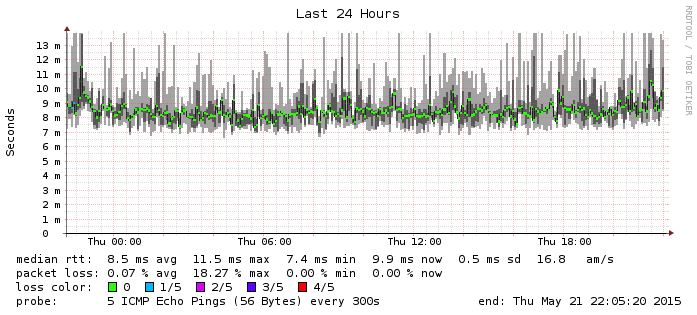 Last 24 Hours
RRDTOOL / TOBI OETIKER
Seconds
13 m
12 m
11 m
10 m
9 m
8 m
7 m
6 m
5 m
4 m
3 m
2 m
1 m
0
Thu 00:00 Thu 06:00 Thu 12:00 Thu 18:00
median rtt: 8.5 ms avg 11.5 ms max 7.4 ms min 9.9 ms now 0.5 ms sd 16.8 am/s
packet loss: 0.07 % avg 18.27 % max 0.00 % min 0.00 % now
loss color: 0 1/5 2/5 3/5 4/5
probe: 5 ICMP Echo Pings (56 Bytes) every 300s end: Thu May 21 22:05:20 2015